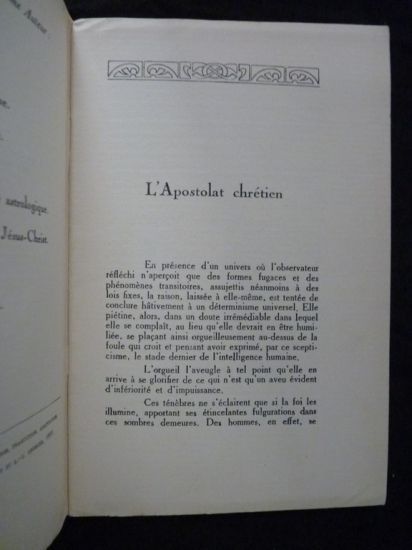 me Auteur
astrologique.
Jésus-Christ.
L'Apostolat chrétien
En présence d'un univers où l'observateur
réfléchi n'aperçoit que des formes fugaces et des
phénomènes transitoires, assujettis néanmoins à des
lois fixes, la raison, laissée à elle-même, est tentée de
conclure hâtivement à un déterminisme universel. Elle
piétine, alors, dans un doute irrémédiable dans lequel
elle se complaît, au lieu qu'elle devrait en être humi-
liée, se plaçant ainsi orgueilleusement au-dessus de la
foule qui croit et pensant avoir exprimé, par ce scepti-
cisme, le stade dernier de l'intelligence humaine.
L'orgueil l'aveugle à tel point qu'elle en
arrive à se glorifier de ce qui n'est qu'un aveu évident
d'infériorité et d'impuissance.
Ces ténèbres ne s'éclairent que si la foi les
illumine, apportant ses étincelantes fulgurations dans
ces sombres demeures. Des hommes, en effet, se